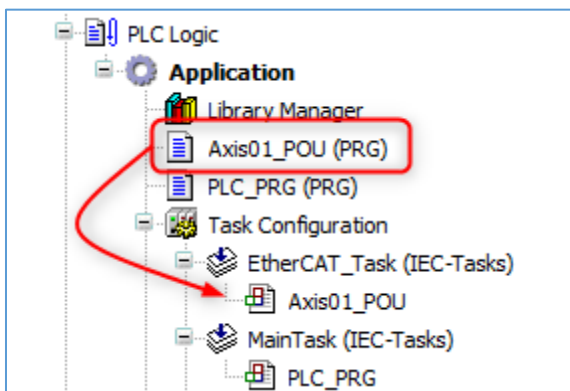 PLC Logic
Application
Library Manager
Axis01_POU (PRG)
PLC_PRG (PRG)
Task Configuration
EtherCAT_Task (IEC-Tasks)
Axis01_POU
MainTask (IEC-Tasks)
PLC_PRG